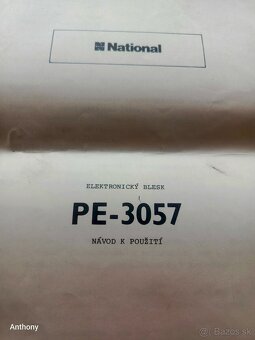 National
ELEKTRONICKÝ BLESK
PE-3057
NÁVOD K POUŽITÍ
Anthony
Bazos.sk